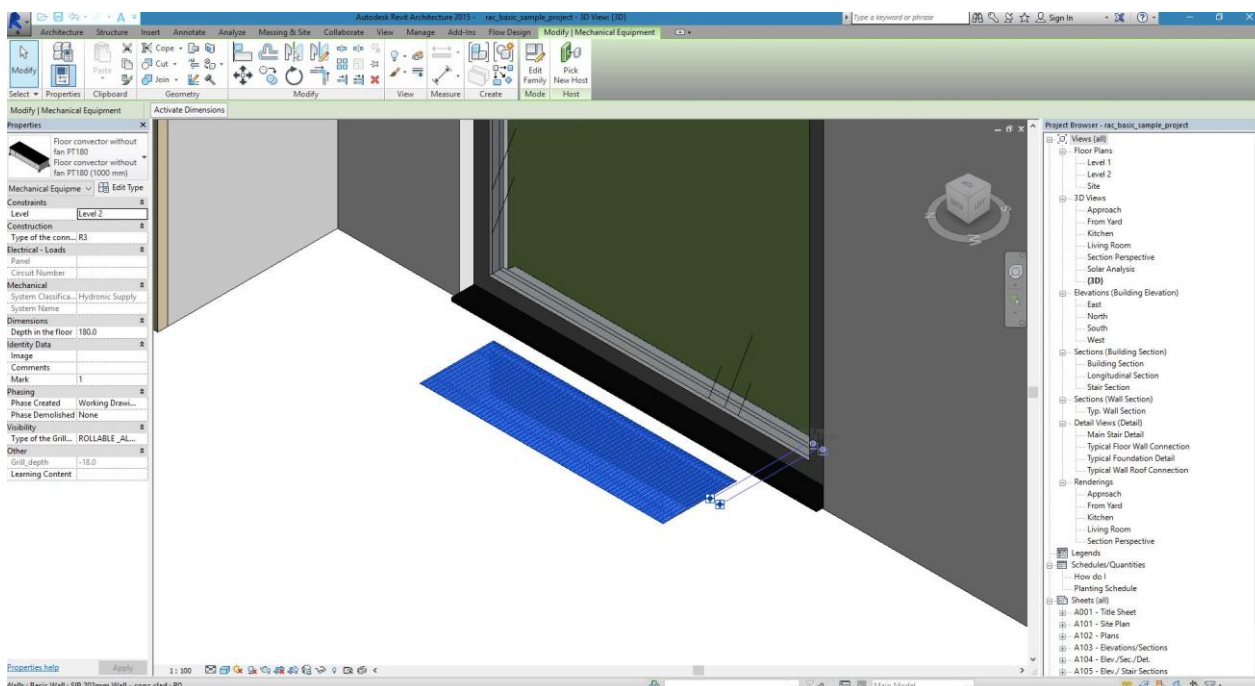 Autodesk Revit Architecture 2015 - rac_basic_sample_project - 3D View: {3D}
Type a keyword or phrase
Sign In
Architecture Structure Insert Annotate Analyze Massing & Site Collaborate View Manage Add-Ins Flow Design Modify | Mechanical Equipment
Modify
Paste
Cope
Cut
Join
Edit Family
Pick New Host
Select Properties Clipboard Geometry Modify View Measure Create Mode Host
Modify | Mechanical Equipment Activate Dimensions
Properties
Floor convector without
fan PT180
Floor convector without
fan PT180 (1000 mm)
Mechanical Equipme Edit Type
Constraints
Level Level 2
Construction
Type of the conn... R3
Electrical - Loads
Panel
Circuit Number
Mechanical
System Classifica... Hydronic Supply
System Name
Dimensions
Depth in the floor 180.0
Identity Data
Image
Comments
Mark 1
Phasing
Phase Created Working Drawi...
Phase Demolished None
Visibility
Type of the Grill... ROLLABLE _AL...
Other
Grill_depth -18.0
Learning Content
Properties help Apply
1 : 100
Walls : Basic Wall : SIP 202mm Wall - conc clad : R0
Main Model
Project Browser - rac_basic_sample_project
Views (all)
Floor Plans
Level 1
Level 2
Site
3D Views
Approach
From Yard
Kitchen
Living Room
Section Perspective
Solar Analysis
{3D}
Elevations (Building Elevation)
East
North
South
West
Sections (Building Section)
Building Section
Longitudinal Section
Stair Section
Sections (Wall Section)
Typ. Wall Section
Detail Views (Detail)
Main Stair Detail
Typical Floor Wall Connection
Typical Foundation Detail
Typical Wall Roof Connection
Renderings
Approach
From Yard
Kitchen
Living Room
Section Perspective
Legends
Schedules/Quantities
How do I
Planting Schedule
Sheets (all)
A001 - Title Sheet
A101 - Site Plan
A102 - Plans
A103 - Elevations/Sections
A104 - Elev./Sec./Det.
A105 - Elev./ Stair Sections